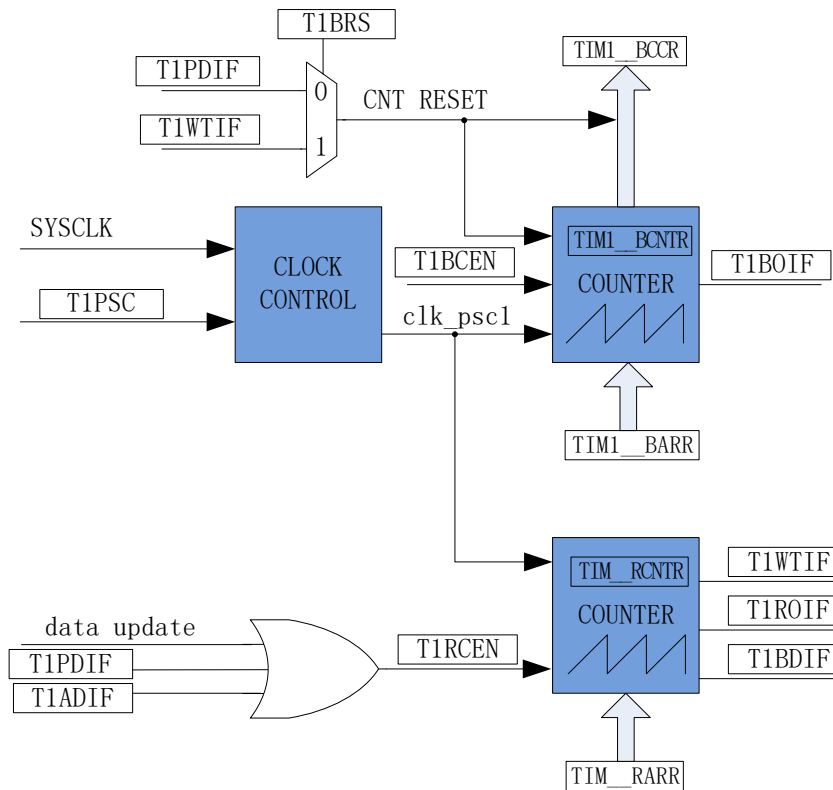 T1BRS
T1PDIF
0
T1WTIF
1
CNT RESET
TIM1__BCCR
SYSCLK
T1PSC
CLOCK
CONTROL
T1BCEN
clk_psc1
TIM1__BCNTR
COUNTER
T1BOIF
TIM1__BARR
data update
T1PDIF
T1ADIF
T1RCEN
TIM__RCNTR
COUNTER
T1WTIF
T1ROIF
T1BDIF
TIM__RARR